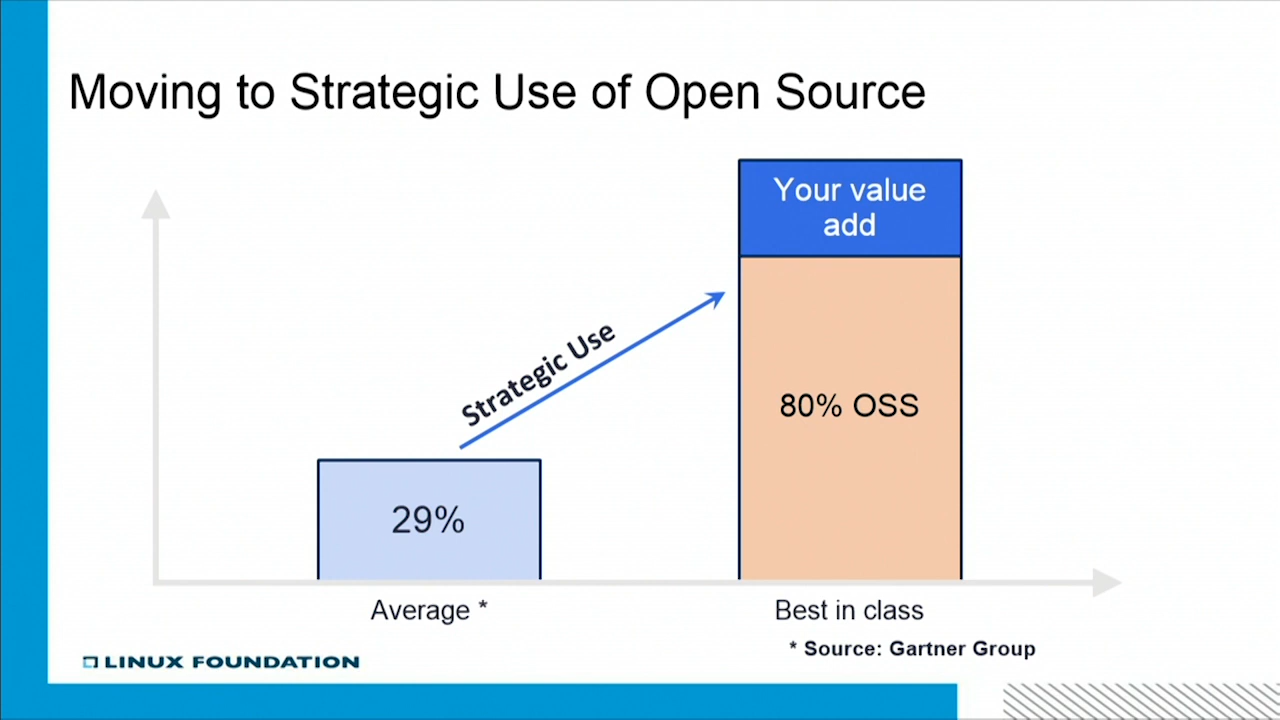 Moving to Strategic Use of Open Source
Your value
add
Strategic Use
80% OSS
29%
Average *
Best in class
* Source: Gartner Group
LINUX FOUNDATION